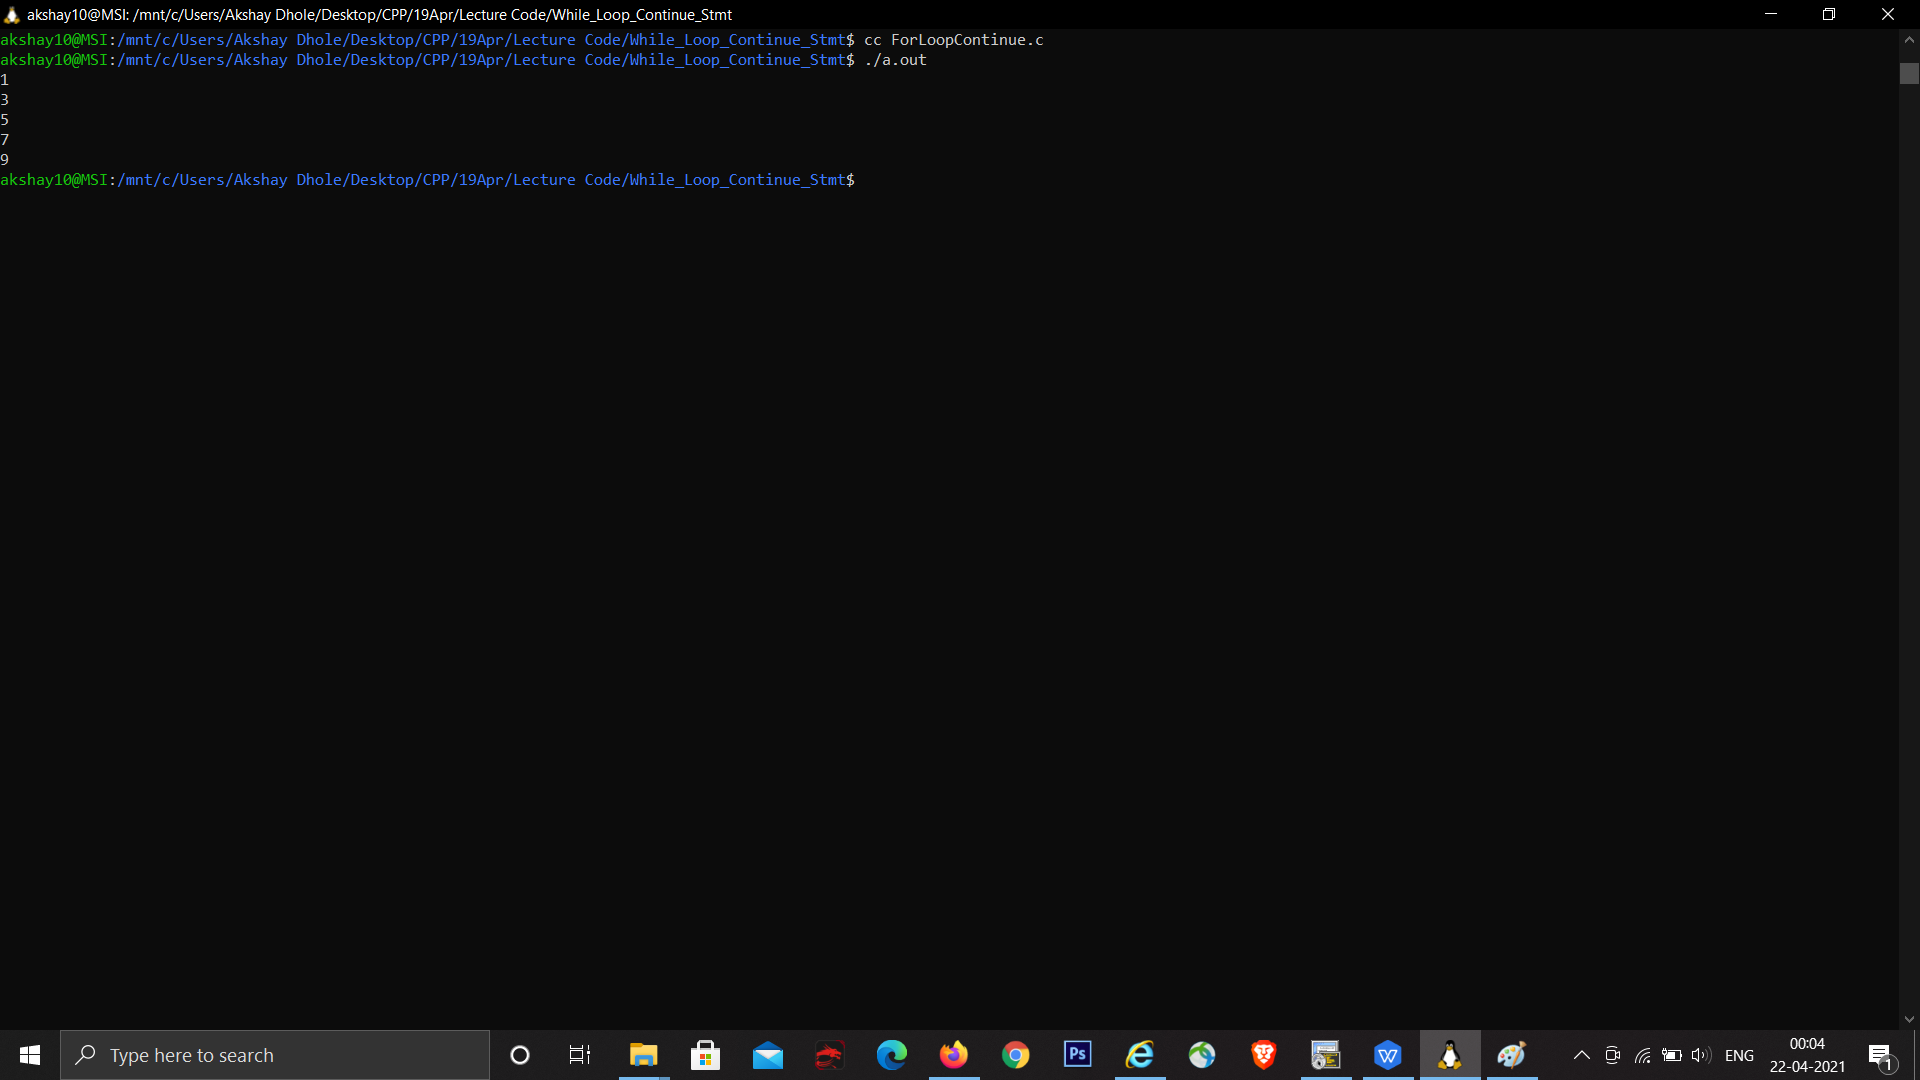 akshay10@MSI: /mnt/c/Users/Akshay Dhole/Desktop/CPP/19Apr/Lecture Code/While_Loop_Continue_Stmt
akshay10@MSI:/mnt/c/Users/Akshay Dhole/Desktop/CPP/19Apr/Lecture Code/While_Loop_Continue_Stmt$ cc ForLoopContinue.c
akshay10@MSI:/mnt/c/Users/Akshay Dhole/Desktop/CPP/19Apr/Lecture Code/While_Loop_Continue_Stmt$ ./a.out
1
3
5
7
9
akshay10@MSI:/mnt/c/Users/Akshay Dhole/Desktop/CPP/19Apr/Lecture Code/While_Loop_Continue_Stmt$
Type here to search
Ps
W
ENG
00:04
22-04-2021
1